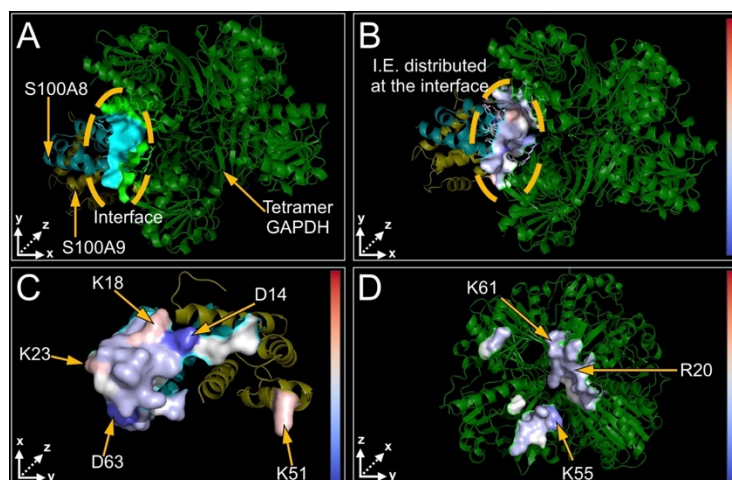 A
S100A8
Interface
Tetramer
GAPDH
S100A9
y
z
x
B
I.E. distributed
at the interface
y
z
x
C
K18
D14
K23
D63
K51
x
z
y
D
K61
R20
K55
x
z
y